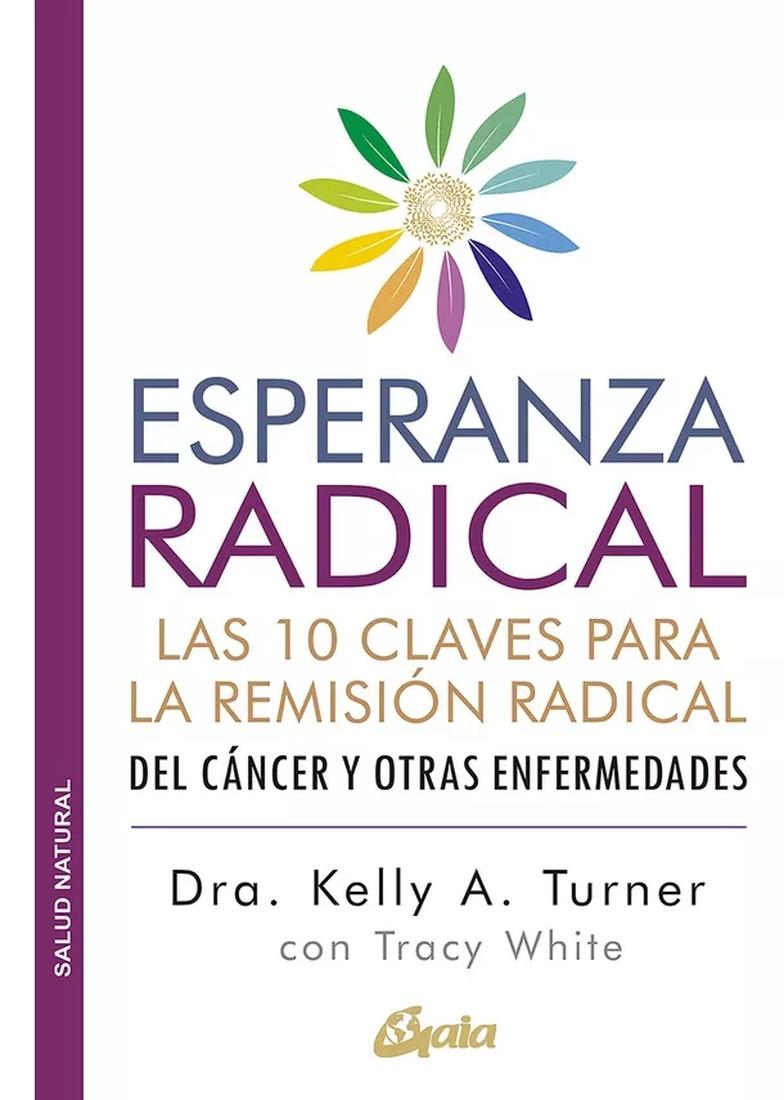 ESPERANZA
RADICAL
LAS 10 CLAVES PARA
LA REMISIÓN RADICAL
DEL CÁNCER Y OTRAS ENFERMEDADES
Dra. Kelly A. Turner
con Tracy White
Gaia
SALUD NATURAL